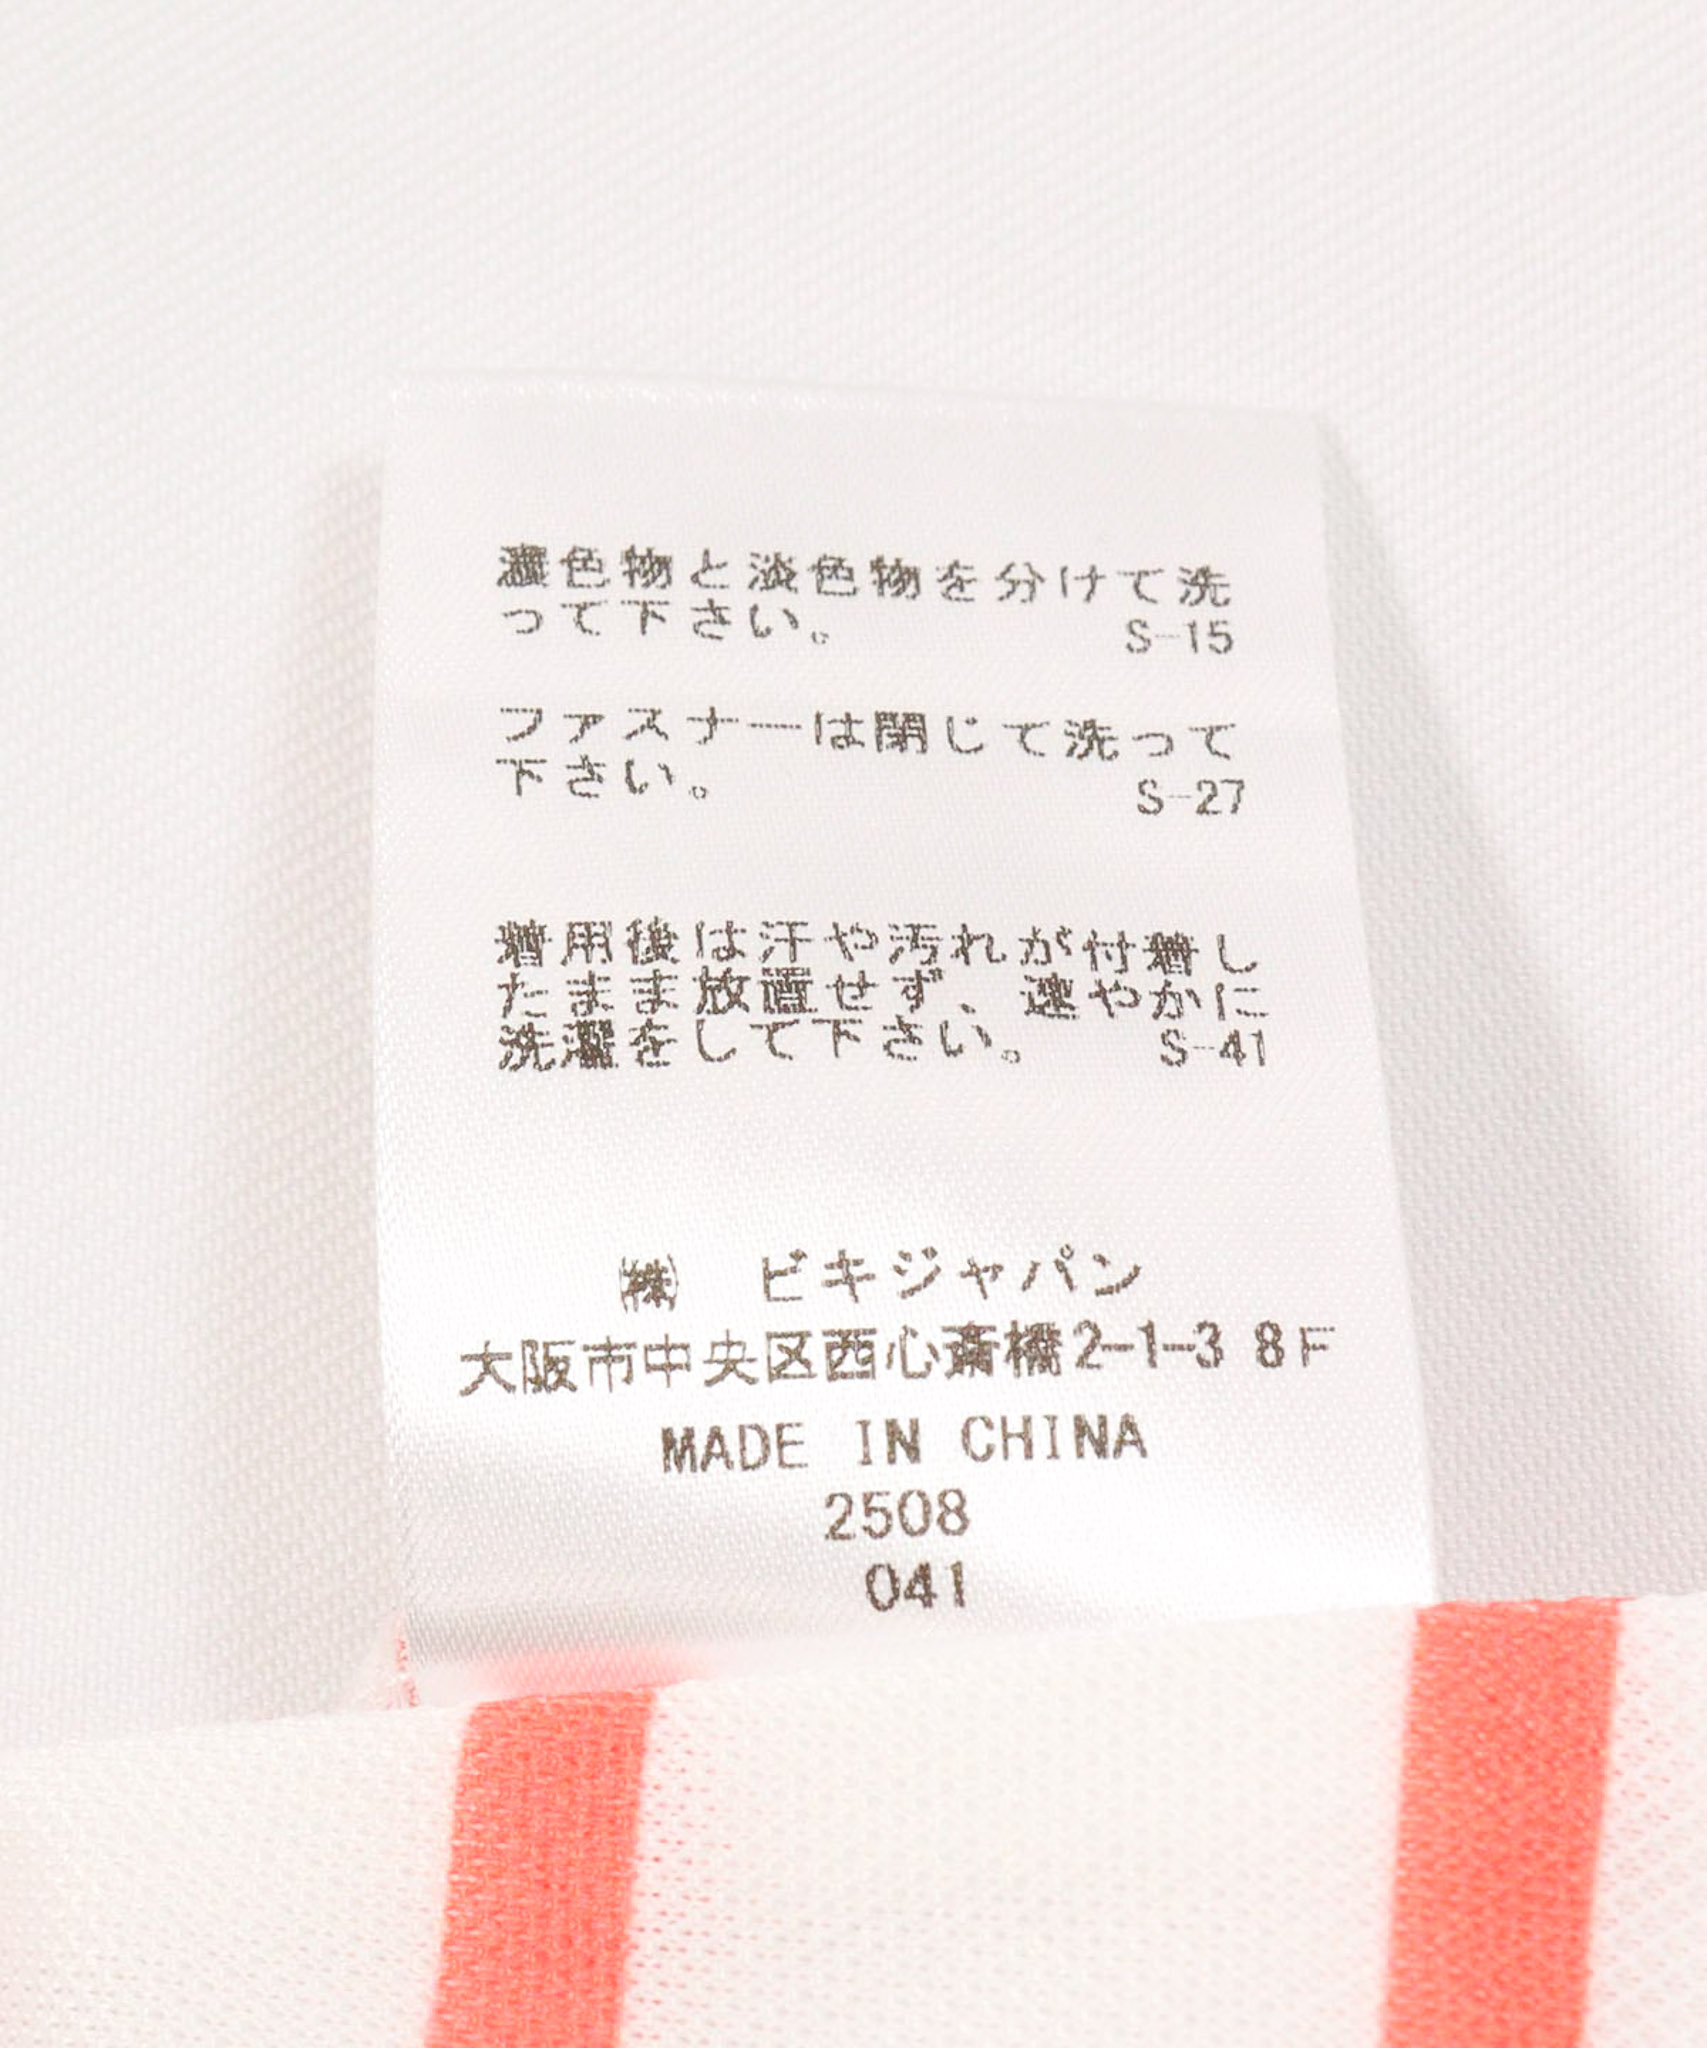 濃色物と淡色物を分けて洗
って下さい。 S-15
ファスナーは閉じて洗って
下さい。 S-27
着用後は汗や汚れが付着し
たまま放置せず、速やかに
洗濯をして下さい。 S-41
㈱ ビキジャパン
大阪市中央区西心斎橋2-1-3 8F
MADE IN CHINA
2508
041